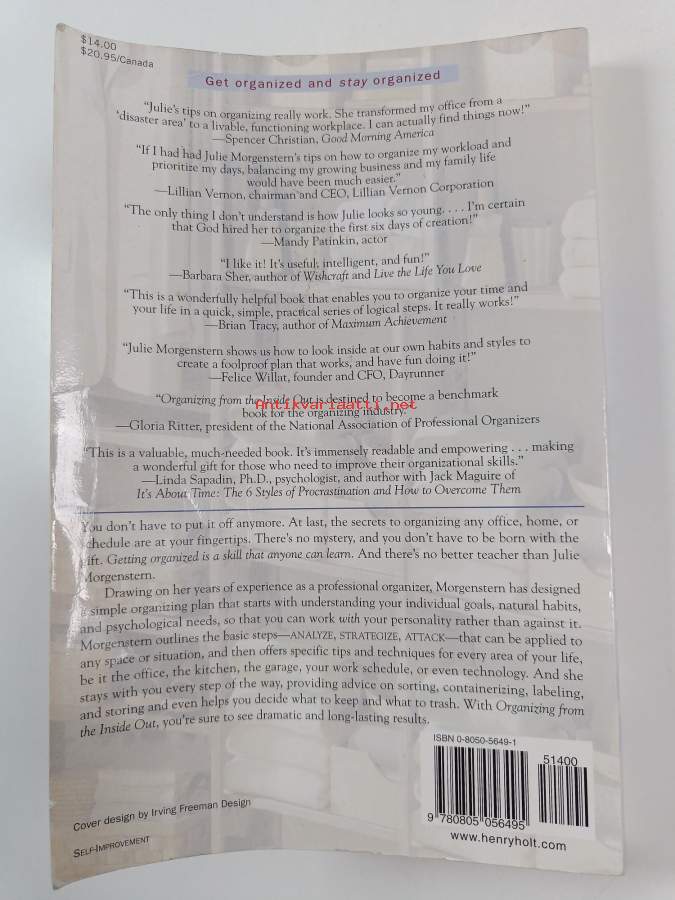 $14.00
$20.95/Canada
Get organized and stay organized
"Julie's tips on organizing really work. She transformed my office from a
'disaster area' to a livable, functioning workplace. I can actually find things now!"
—Spencer Christian, Good Morning America
"If I had had Julie Morgenstern's tips on how to organize my workload and
prioritize my days, balancing my growing business and my family life
would have been much easier."
—Lillian Vernon, chairman and CEO, Lillian Vernon Corporation
"The only thing I don't understand is how Julie looks so young. . . . I'm certain
that God hired her to organize the first six days of creation!"
—Mandy Patinkin, actor
"I like it! It's useful, intelligent, and fun!"
—Barbara Sher, author of Wishcraft and Live the Life You Love
"This is a wonderfully helpful book that enables you to organize your time and
your life in a quick, simple, practical series of logical steps. It really works!"
—Brian Tracy, author of Maximum Achievement
"Julie Morgenstern shows us how to look inside at our own habits and styles to
create a foolproof plan that works, and have fun doing it!"
—Felice Willat, founder and CFO, Dayrunner
"Organizing from the Inside Out is destined to become a benchmark
Antikvariaatti.net
book for the organizing industry."
—Gloria Ritter, president of the National Association of Professional Organizers
"This is a valuable, much-needed book. It's immensely readable and empowering . . . making
a wonderful gift for those who need to improve their organizational skills."
—Linda Sapadin, Ph.D., psychologist, and author with Jack Maguire of
It's About Time: The 6 Styles of Procrastination and How to Overcome Them
You don't have to put it off anymore. At last, the secrets to organizing any office, home, or
schedule are at your fingertips. There's no mystery, and you don't have to be born with the
gift. Getting organized is a skill that anyone can learn. And there's no better teacher than Julie
Morgenstern.
Drawing on her years of experience as a professional organizer, Morgenstern has designed
a simple organizing plan that starts with understanding your individual goals, natural habits,
and psychological needs, so that you can work with your personality rather than against it.
Morgenstern outlines the basic steps—ANALYZE, STRATEGIZE, ATTACK—that can be applied to
any space or situation, and then offers specific tips and techniques for every area of your life,
be it the office, the kitchen, the garage, your work schedule, or even technology. And she
stays with you every step of the way, providing advice on sorting, containerizing, labeling,
and storing and even helps you decide what to keep and what to trash. With Organizing from
the Inside Out, you're sure to see dramatic and long-lasting results.
ISBN 0-8050-5649-1
51400
9 780805 056495
www.henryholt.com
Cover design by Irving Freeman Design
SELF-IMPROVEMENT